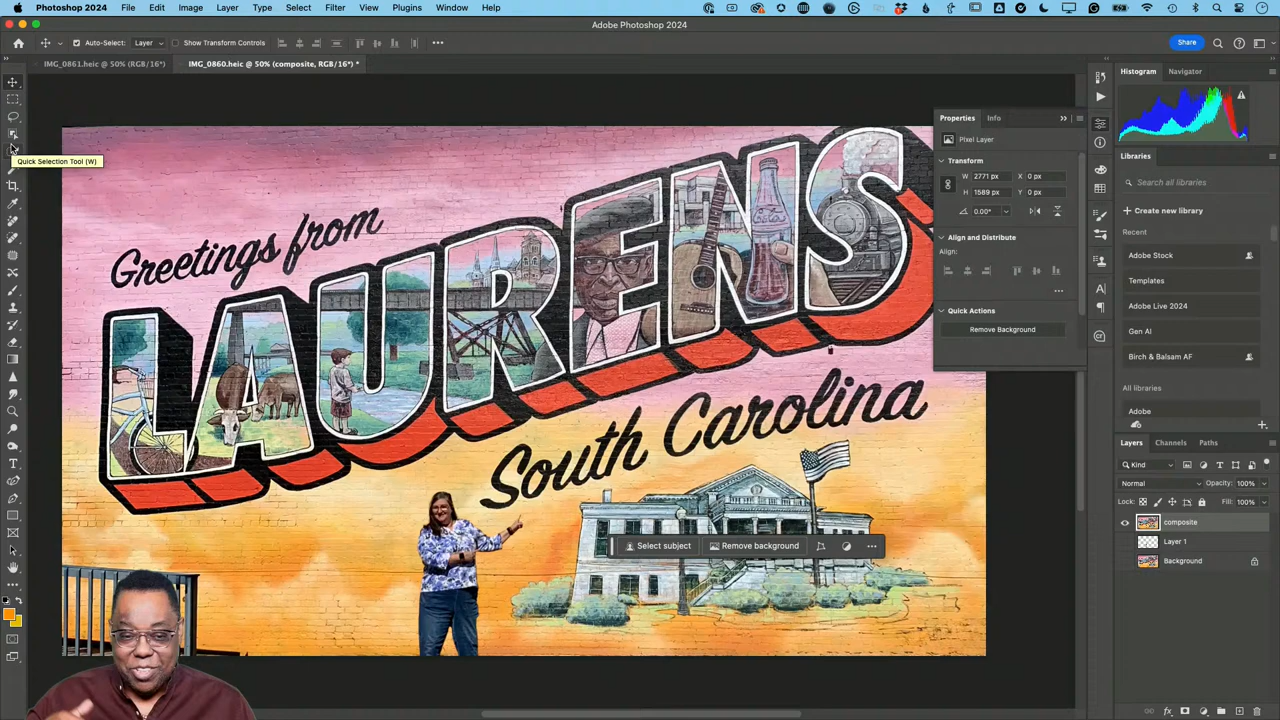 Photoshop 2024 File Edit Image Layer Type Select Filter View Plugins Window Help
Adobe Photoshop 2024
Auto-Select: Layer Show Transform Controls Share
IMG_0861.heic @ 50% (RGB/16*) IMG_0860.heic @ 50% (composite, RGB/16*) *
Quick Selection Tool (W)
Greetings from
LAURENS
South Carolina
Coca-Cola
Select subject Remove background
Properties Info
Pixel Layer
Transform
W 2771 px X 0 px
H 1589 px Y 0 px
0.00°
Align and Distribute
Align:
Quick Actions
Remove Background
Histogram Navigator
Libraries
Search all libraries
Create new library
Recent
Adobe Stock
Templates
Adobe Live 2024
Gen AI
Birch & Balsam AF
All libraries
Adobe
Layers Channels Paths
Kind
Normal Opacity: 100%
Lock: Fill: 100%
composite
Layer 1
Background